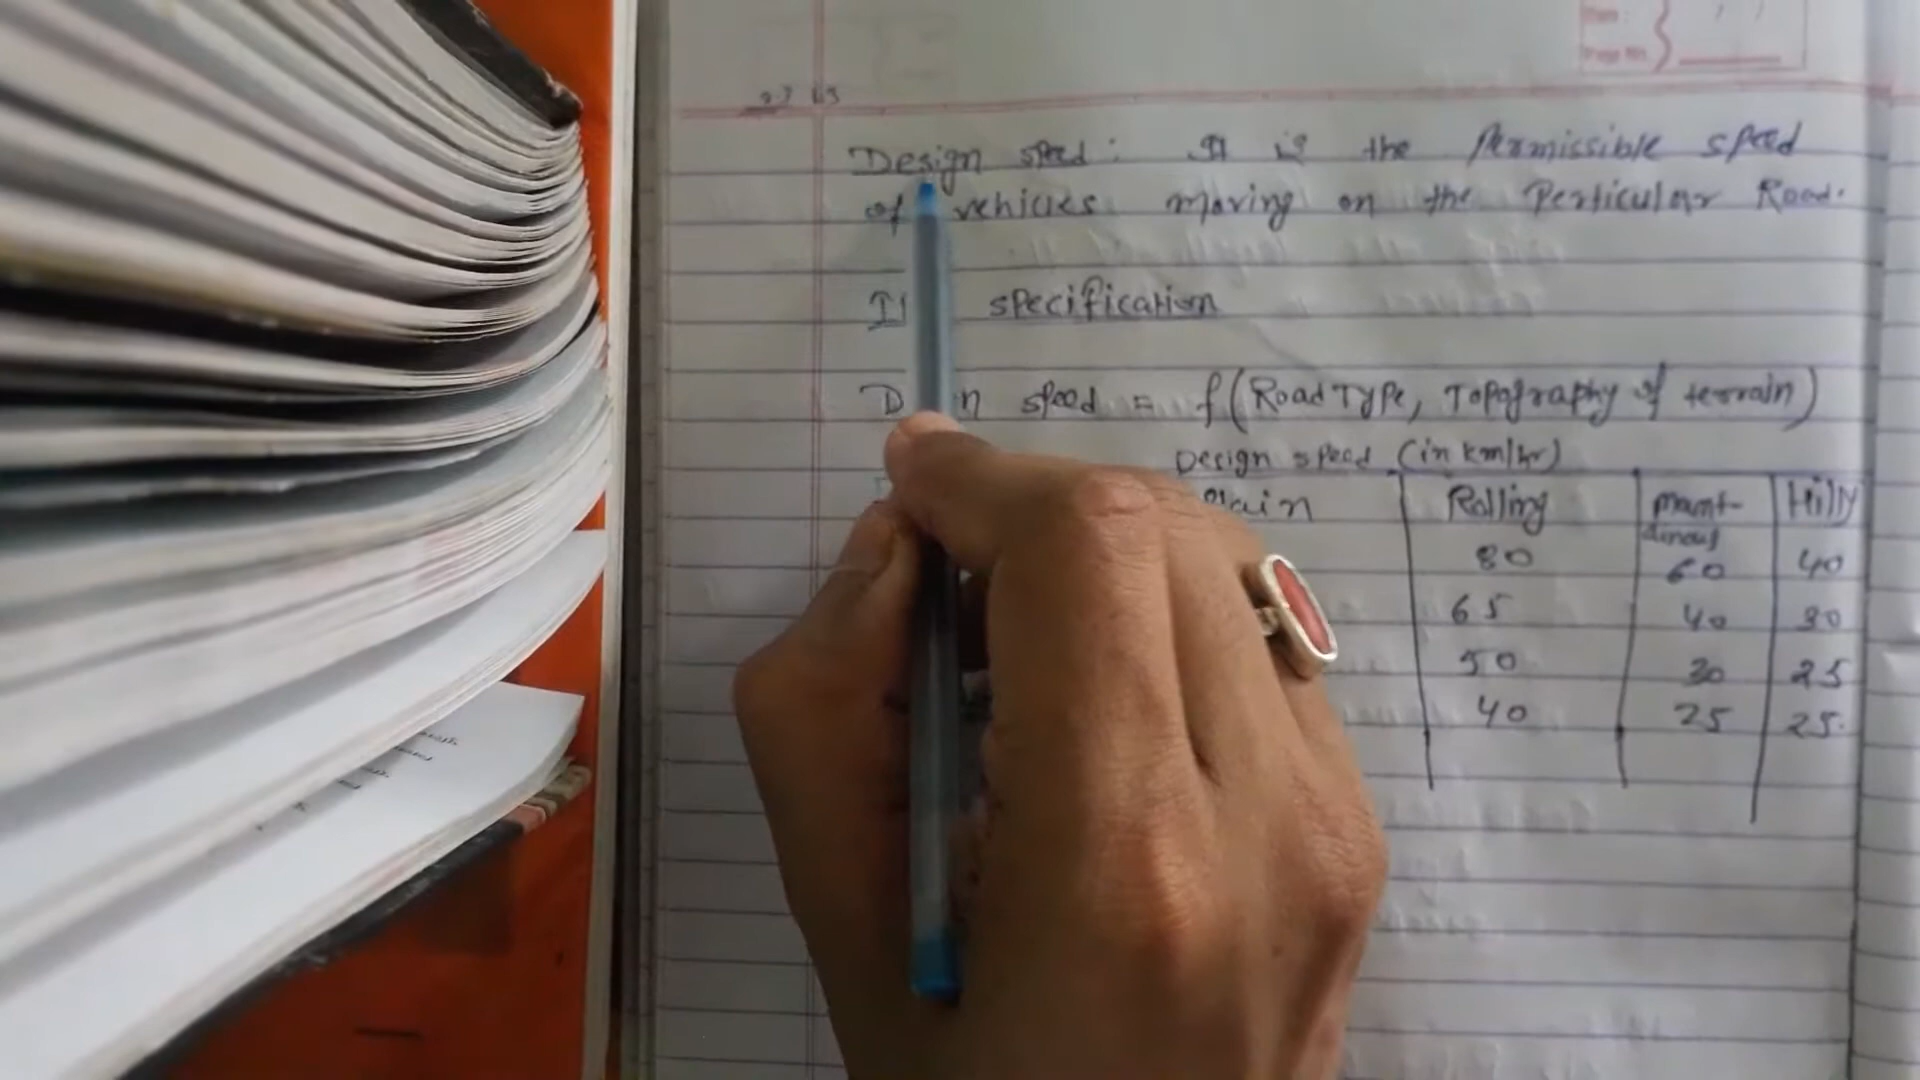 Design speed: It is the Permissible speed
of vehicles moving on the Perticular Road.
specification
speed = f(Road Type, Topography of terrain)
Design speed (in km/hr)
Rolling Hilly
80 60 40
65 40 30
50 30 25
40 25 25.